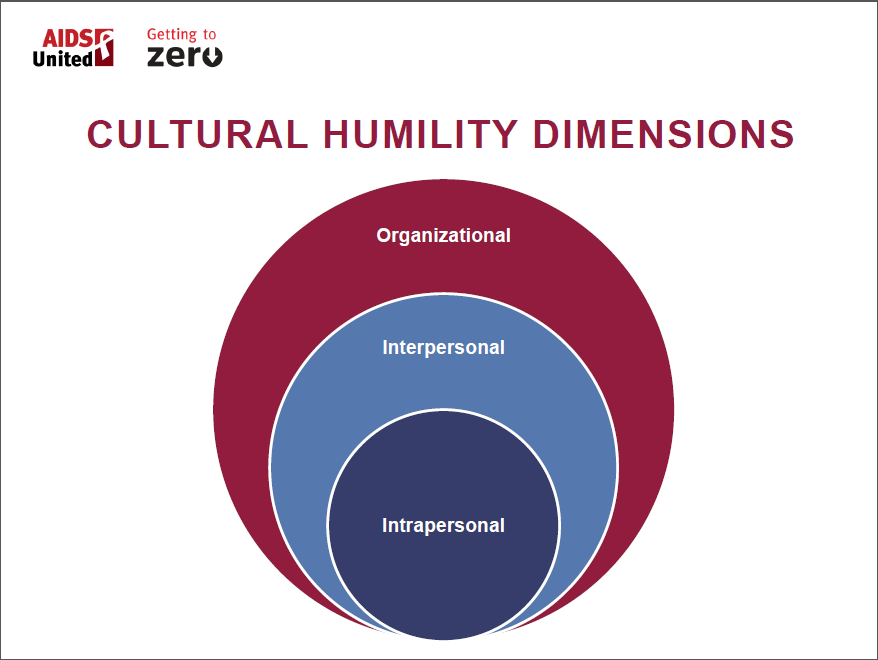 AIDS
United
Getting to
zero
CULTURAL HUMILITY DIMENSIONS
Organizational
Interpersonal
Intrapersonal